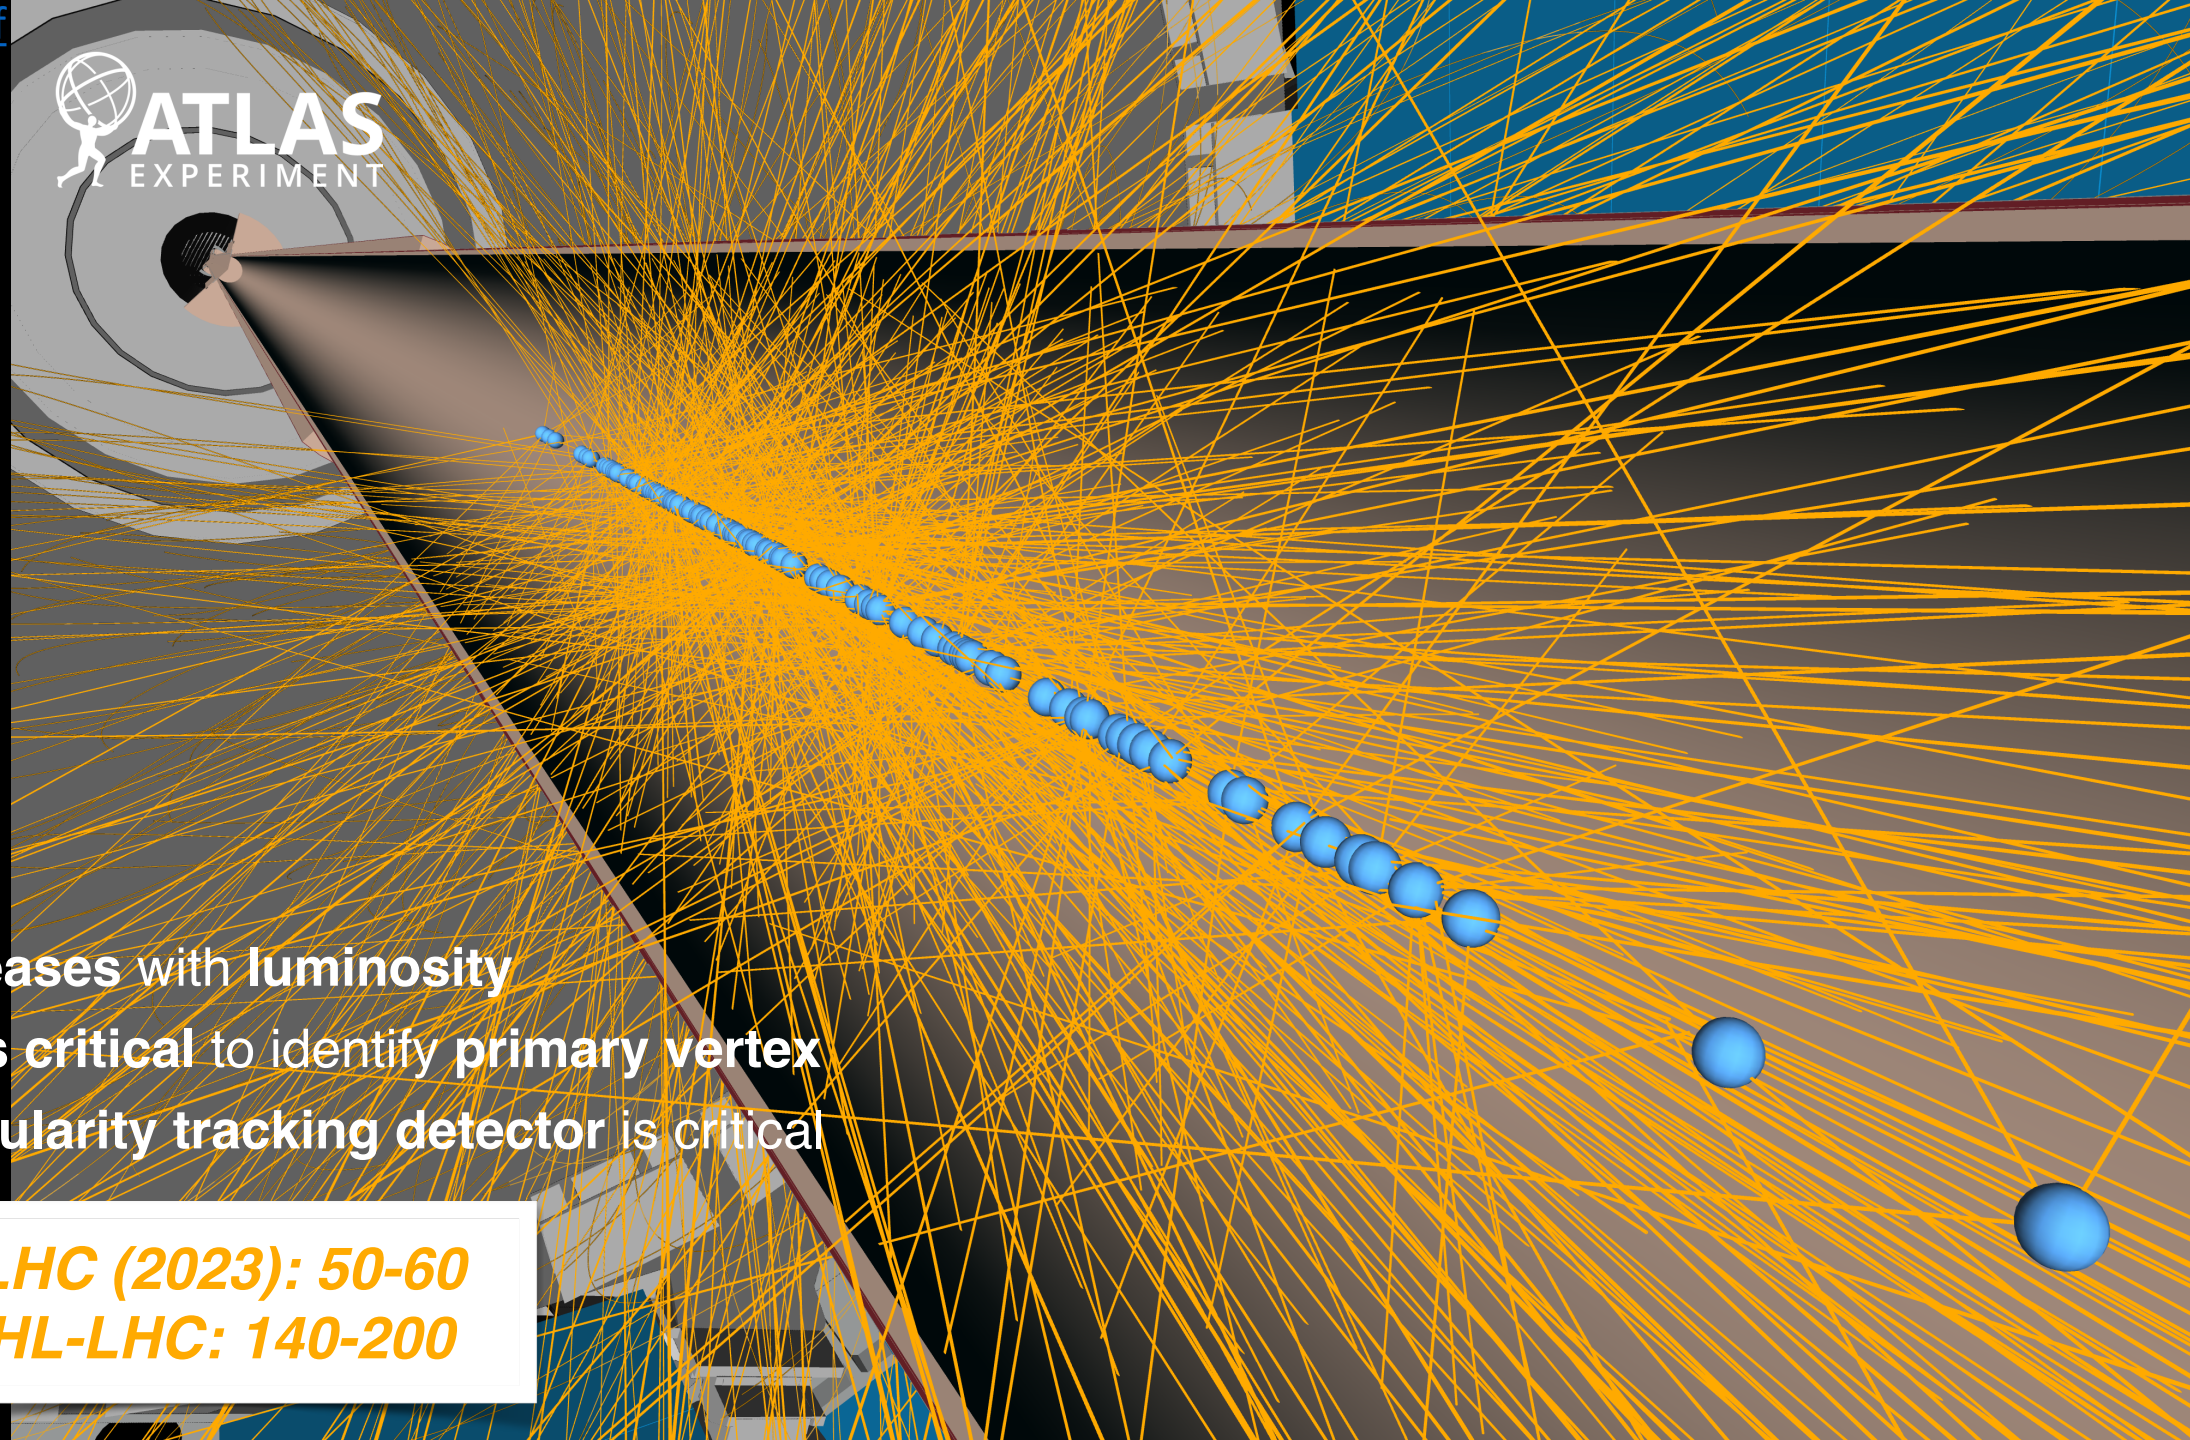 f
ATLAS
EXPERIMENT
eases with luminosity
s critical to identify primary vertex
ularity tracking detector is critical
LHC (2023): 50-60
HL-LHC: 140-200